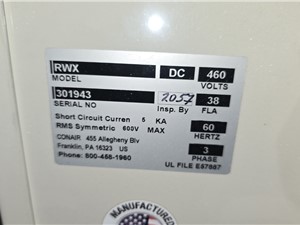 RWX DC 460
MODEL VOLTS
301943 2057 38
SERIAL NO Insp. By FLA
Short Circuit Curren 5 KA 60
RMS Symmetric 600V MAX HERTZ
CONAIR 455 Allegheny Blv 3
Franklin, PA 16323 US PHASE
Phone: 800-458-1960 UL FILE E67887
MANUFACTURED